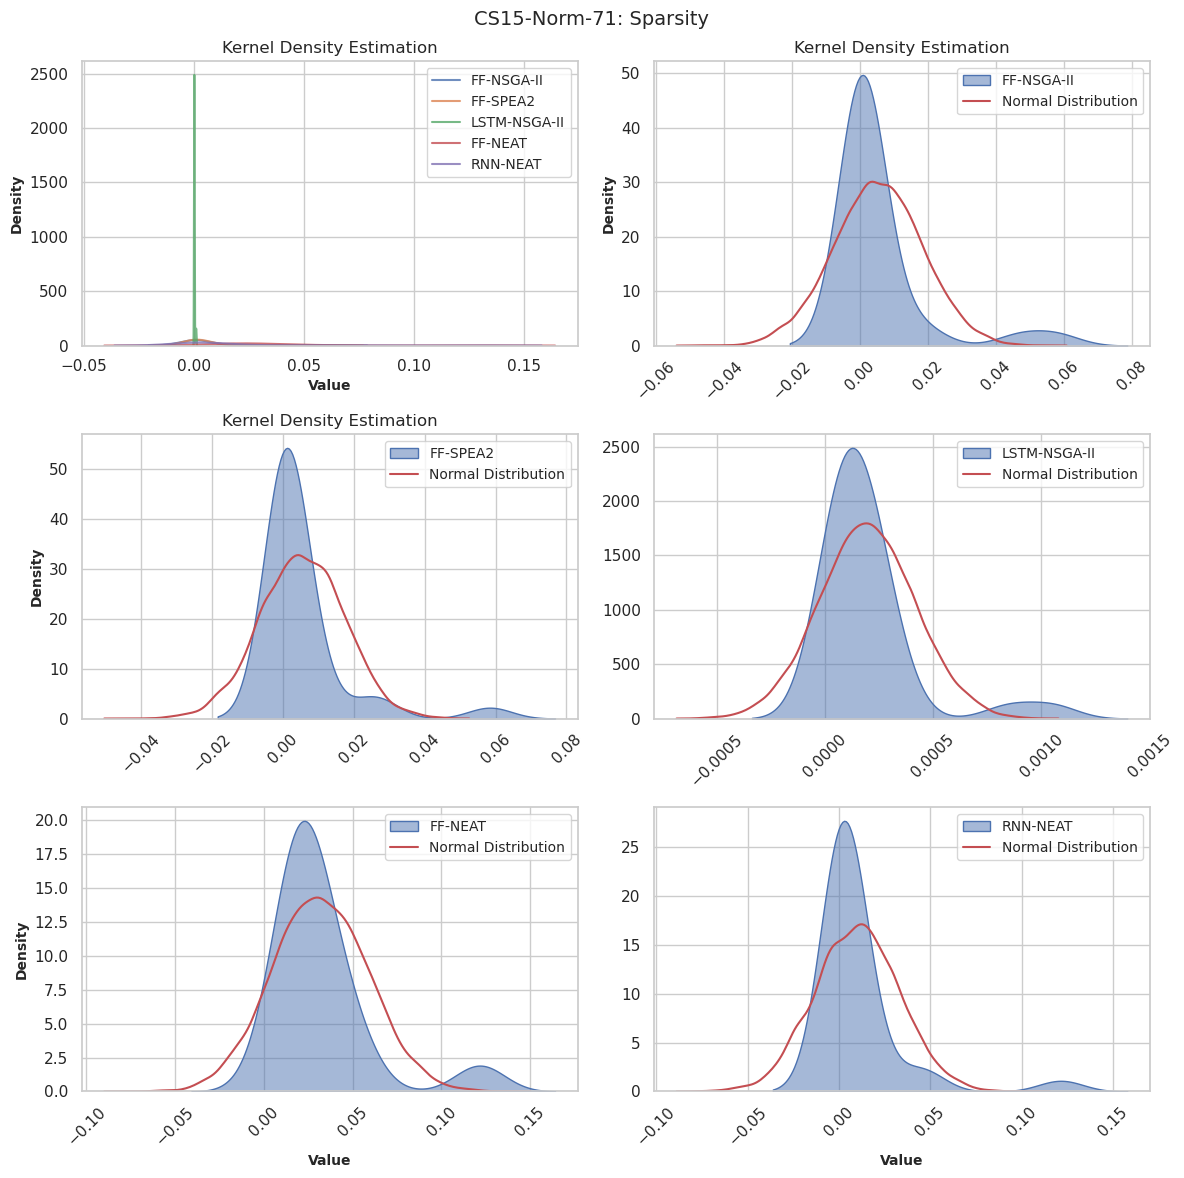 CS15-Norm-71: Sparsity
Kernel Density Estimation
2500
2000
1500
1000
500
0
Density
−0.05
0.00
0.05
0.10
0.15
Value
FF-NSGA-II
FF-SPEA2
LSTM-NSGA-II
FF-NEAT
RNN-NEAT
Kernel Density Estimation
50
40
30
20
10
0
Density
−0.06
−0.04
−0.02
0.00
0.02
0.04
0.06
0.08
FF-NSGA-II
Normal Distribution
Kernel Density Estimation
50
40
30
20
10
0
Density
−0.04
−0.02
0.00
0.02
0.04
0.06
0.08
FF-SPEA2
Normal Distribution
2500
2000
1500
1000
500
0
−0.0005
0.0000
0.0005
0.0010
0.0015
LSTM-NSGA-II
Normal Distribution
20.0
17.5
15.0
12.5
10.0
7.5
5.0
2.5
0.0
Density
−0.10
−0.05
0.00
0.05
0.10
0.15
Value
FF-NEAT
Normal Distribution
25
20
15
10
5
0
−0.10
−0.05
0.00
0.05
0.10
0.15
Value
RNN-NEAT
Normal Distribution